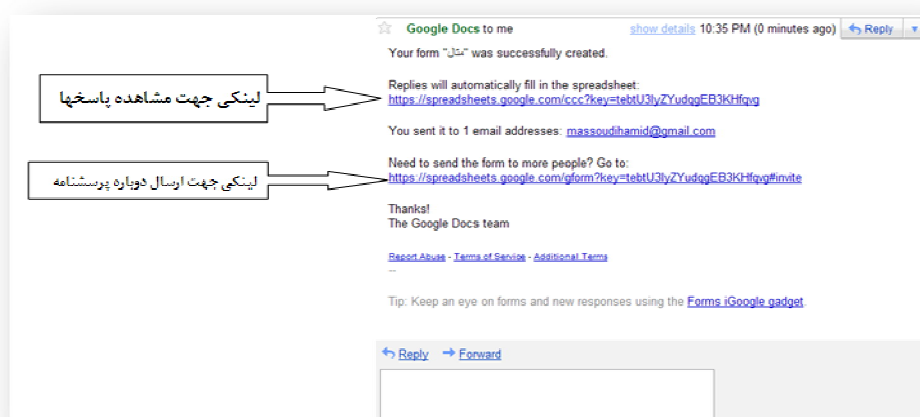 Google Docs to me show details 10:35 PM (0 minutes ago) Reply
Your form "مثال" was successfully created.
Replies will automatically fill in the spreadsheet:
لینکی جهت مشاهده پاسخها
https://spreadsheets.google.com/ccc?key=tebtU3lyZYudqgEB3KHfqvg
You sent it to 1 email addresses: massoudihamid@gmail.com
Need to send the form to more people? Go to:
لینکی جهت ارسال دوباره پرسشنامه
https://spreadsheets.google.com/gform?key=tebtU3lyZYudqgEB3KHfqvg#invite
Thanks!
The Google Docs team
Report Abuse - Terms of Service - Additional Terms
--
Tip: Keep an eye on forms and new responses using the Forms iGoogle gadget.
Reply Forward